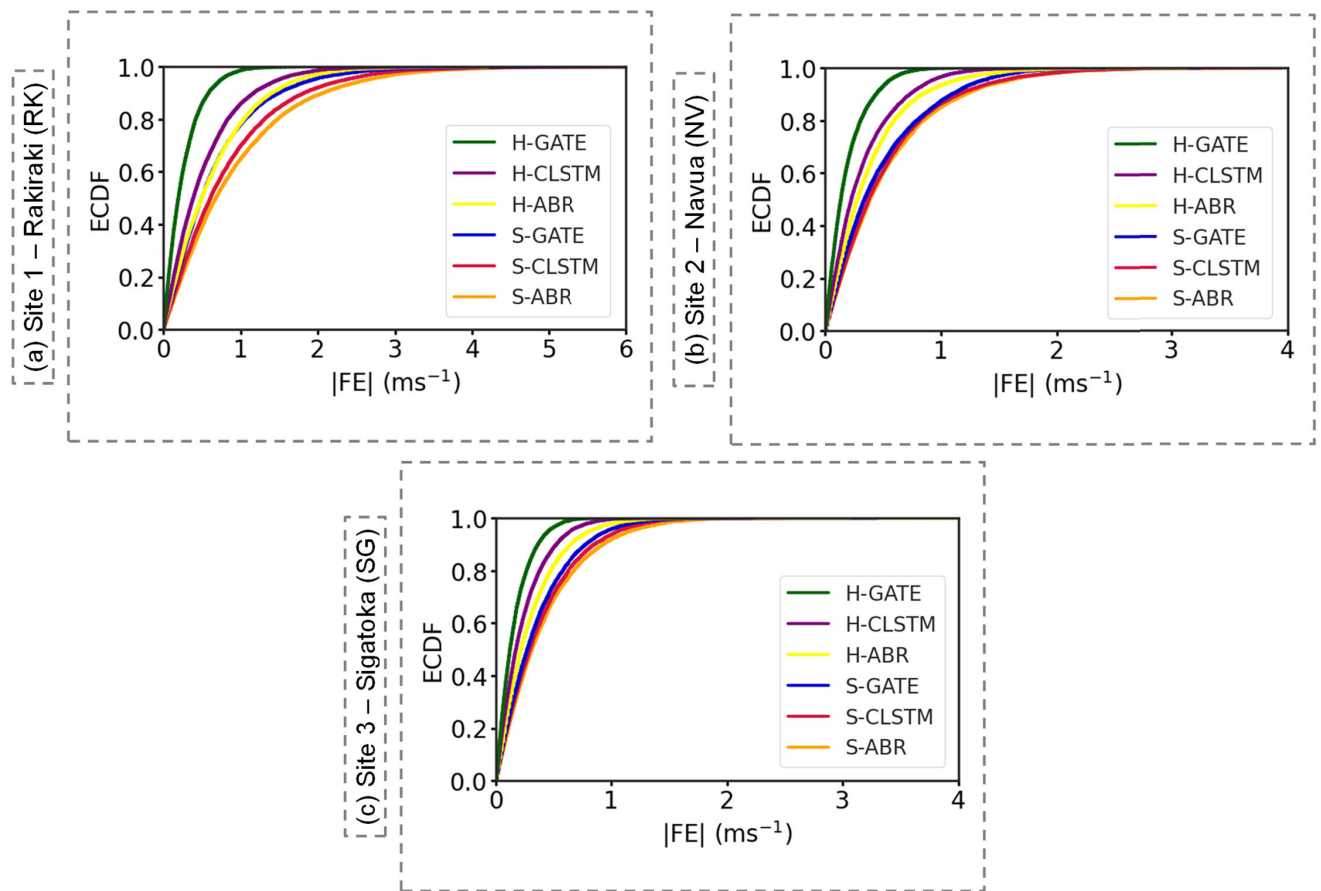 (a) Site 1 – Rakiraki (RK)
ECDF
1.0
0.8
0.6
0.4
0.2
0.0
0 1 2 3 4 5 6
|FE| (ms⁻¹)
H-GATE
H-CLSTM
H-ABR
S-GATE
S-CLSTM
S-ABR
(b) Site 2 – Navua (NV)
ECDF
1.0
0.8
0.6
0.4
0.2
0.0
0 1 2 3 4
|FE| (ms⁻¹)
H-GATE
H-CLSTM
H-ABR
S-GATE
S-CLSTM
S-ABR
(c) Site 3 – Sigatoka (SG)
ECDF
1.0
0.8
0.6
0.4
0.2
0.0
0 1 2 3 4
|FE| (ms⁻¹)
H-GATE
H-CLSTM
H-ABR
S-GATE
S-CLSTM
S-ABR